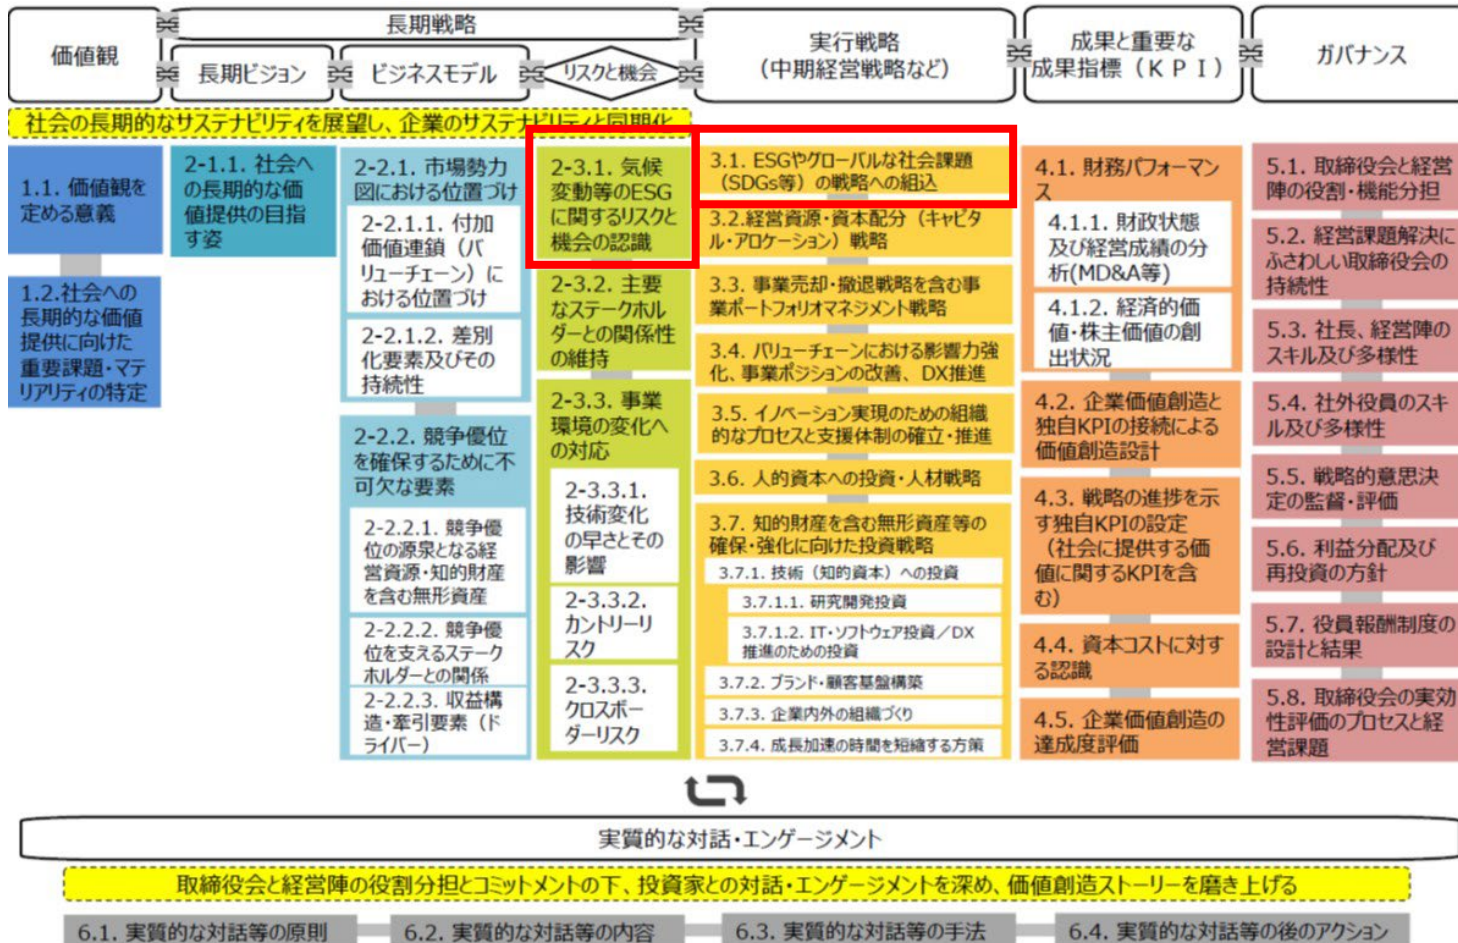 価値観
長期戦略
長期ビジョン
ビジネスモデル
リスクと機会
実行戦略
（中期経営戦略など）
成果と重要な
成果指標（ＫＰＩ）
ガバナンス
社会の長期的なサステナビリティを展望し、企業のサステナビリティと同期化
1.1. 価値観を
定める意義
1.2.社会への
長期的な価値
提供に向けた
重要課題・マテ
リアリティの特定
2-1.1. 社会へ
の長期的な価
値提供の目指
す姿
2-2.1. 市場勢力
図における位置づけ
2-2.1.1. 付加
価値連鎖（バ
リューチェーン）に
おける位置づけ
2-2.1.2. 差別
化要素及びその
持続性
2-2.2. 競争優位
を確保するために不
可欠な要素
2-2.2.1. 競争優
位の源泉となる経
営資源・知的財産
を含む無形資産
2-2.2.2. 競争優
位を支えるステーク
ホルダーとの関係
2-2.2.3. 収益構
造・牽引要素（ド
ライバー）
2-3.1. 気候
変動等のESG
に関するリスクと
機会の認識
2-3.2. 主要
なステークホル
ダーとの関係性
の維持
2-3.3. 事業
環境の変化へ
の対応
2-3.3.1.
技術変化
の早さとその
影響
2-3.3.2.
カントリーリ
スク
2-3.3.3.
クロスボー
ダーリスク
3.1. ESGやグローバルな社会課題
（SDGs等）の戦略への組込
3.2.経営資源・資本配分（キャピタ
ル・アロケーション）戦略
3.3. 事業売却・撤退戦略を含む事
業ポートフォリオマネジメント戦略
3.4. バリューチェーンにおける影響力強
化、事業ポジションの改善、DX推進
3.5. イノベーション実現のための組織
的なプロセスと支援体制の確立・推進
3.6. 人的資本への投資・人材戦略
3.7. 知的財産を含む無形資産等の
確保・強化に向けた投資戦略
3.7.1. 技術（知的資本）への投資
3.7.1.1. 研究開発投資
3.7.1.2. IT・ソフトウェア投資／DX
推進のための投資
3.7.2. ブランド・顧客基盤構築
3.7.3. 企業内外の組織づくり
3.7.4. 成長加速の時間を短縮する方策
4.1. 財務パフォーマン
ス
4.1.1. 財政状態
及び経営成績の分
析(MD&A等)
4.1.2. 経済的価
値・株主価値の創
出状況
4.2. 企業価値創造と
独自KPIの接続による
価値創造設計
4.3. 戦略の進捗を示
す独自KPIの設定
（社会に提供する価
値に関するKPIを含
む）
4.4. 資本コストに対す
る認識
4.5. 企業価値創造の
達成度評価
5.1. 取締役会と経営
陣の役割・機能分担
5.2. 経営課題解決に
ふさわしい取締役会の
持続性
5.3. 社長、経営陣の
スキル及び多様性
5.4. 社外役員のスキ
ル及び多様性
5.5. 戦略的意思決
定の監督・評価
5.6. 利益分配及び
再投資の方針
5.7. 役員報酬制度の
設計と結果
5.8. 取締役会の実効
性評価のプロセスと経
営課題
実質的な対話・エンゲージメント
取締役会と経営陣の役割分担とコミットメントの下、投資家との対話・エンゲージメントを深め、価値創造ストーリーを磨き上げる
6.1. 実質的な対話等の原則
6.2. 実質的な対話等の内容
6.3. 実質的な対話等の手法
6.4. 実質的な対話等の後のアクション